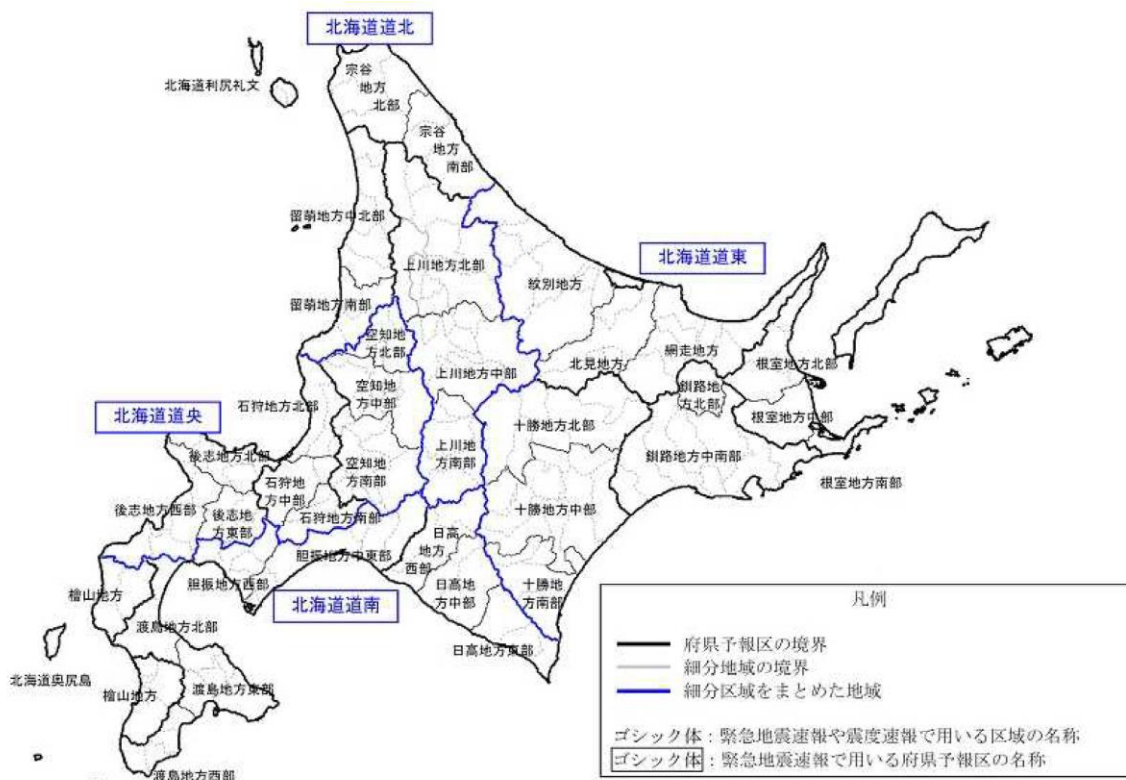 北海道道北
宗谷
地方
北部
北海道利尻礼文
宗谷
地方
南部
留萌地方中北部
上川地方北部
北海道道東
紋別地方
留萌地方南部
空知地
方北部
上川地方中部
北見地方
網走地方
根室地方北部
釧路地
方北部
空知地
方中部
石狩地方北部
北海道道央
根室地方中部
十勝地方北部
上川地
方南部
後志地方北部
空知地
方南部
釧路地方中南部
石狩地
方中部
根室地方南部
後志地方西部
後志地
方東部
石狩地方南部
十勝地方中部
日高
地方
西部
胆振地方中東部
胆振地方西部
日高地
方中部
十勝地
方南部
檜山地方
北海道道南
渡島地方北部
日高地方東部
北海道奥尻島
檜山地方
渡島地方東部
渡島地方西部
凡例
府県予報区の境界
細分地域の境界
細分区域をまとめた地域
ゴシック体：緊急地震速報や震度速報で用いる区域の名称
ゴシック体：緊急地震速報で用いる府県予報区の名称